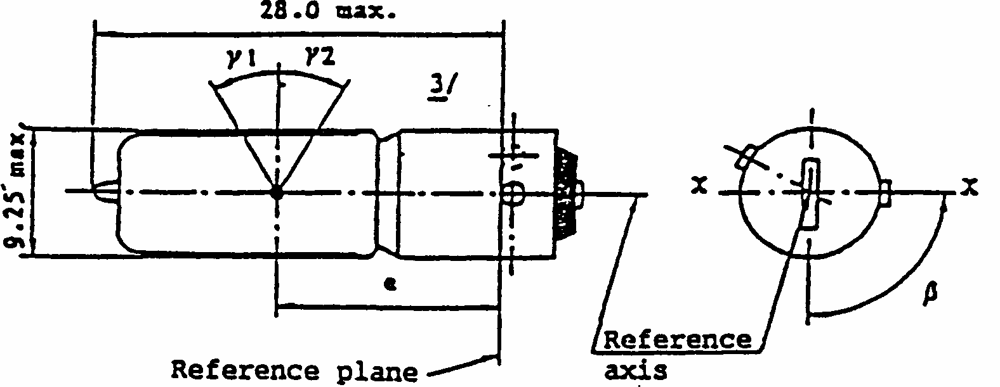 28.0 max.
γ1 γ2
3/
9.25 max
x x
e
β
Reference
axis
Reference plane